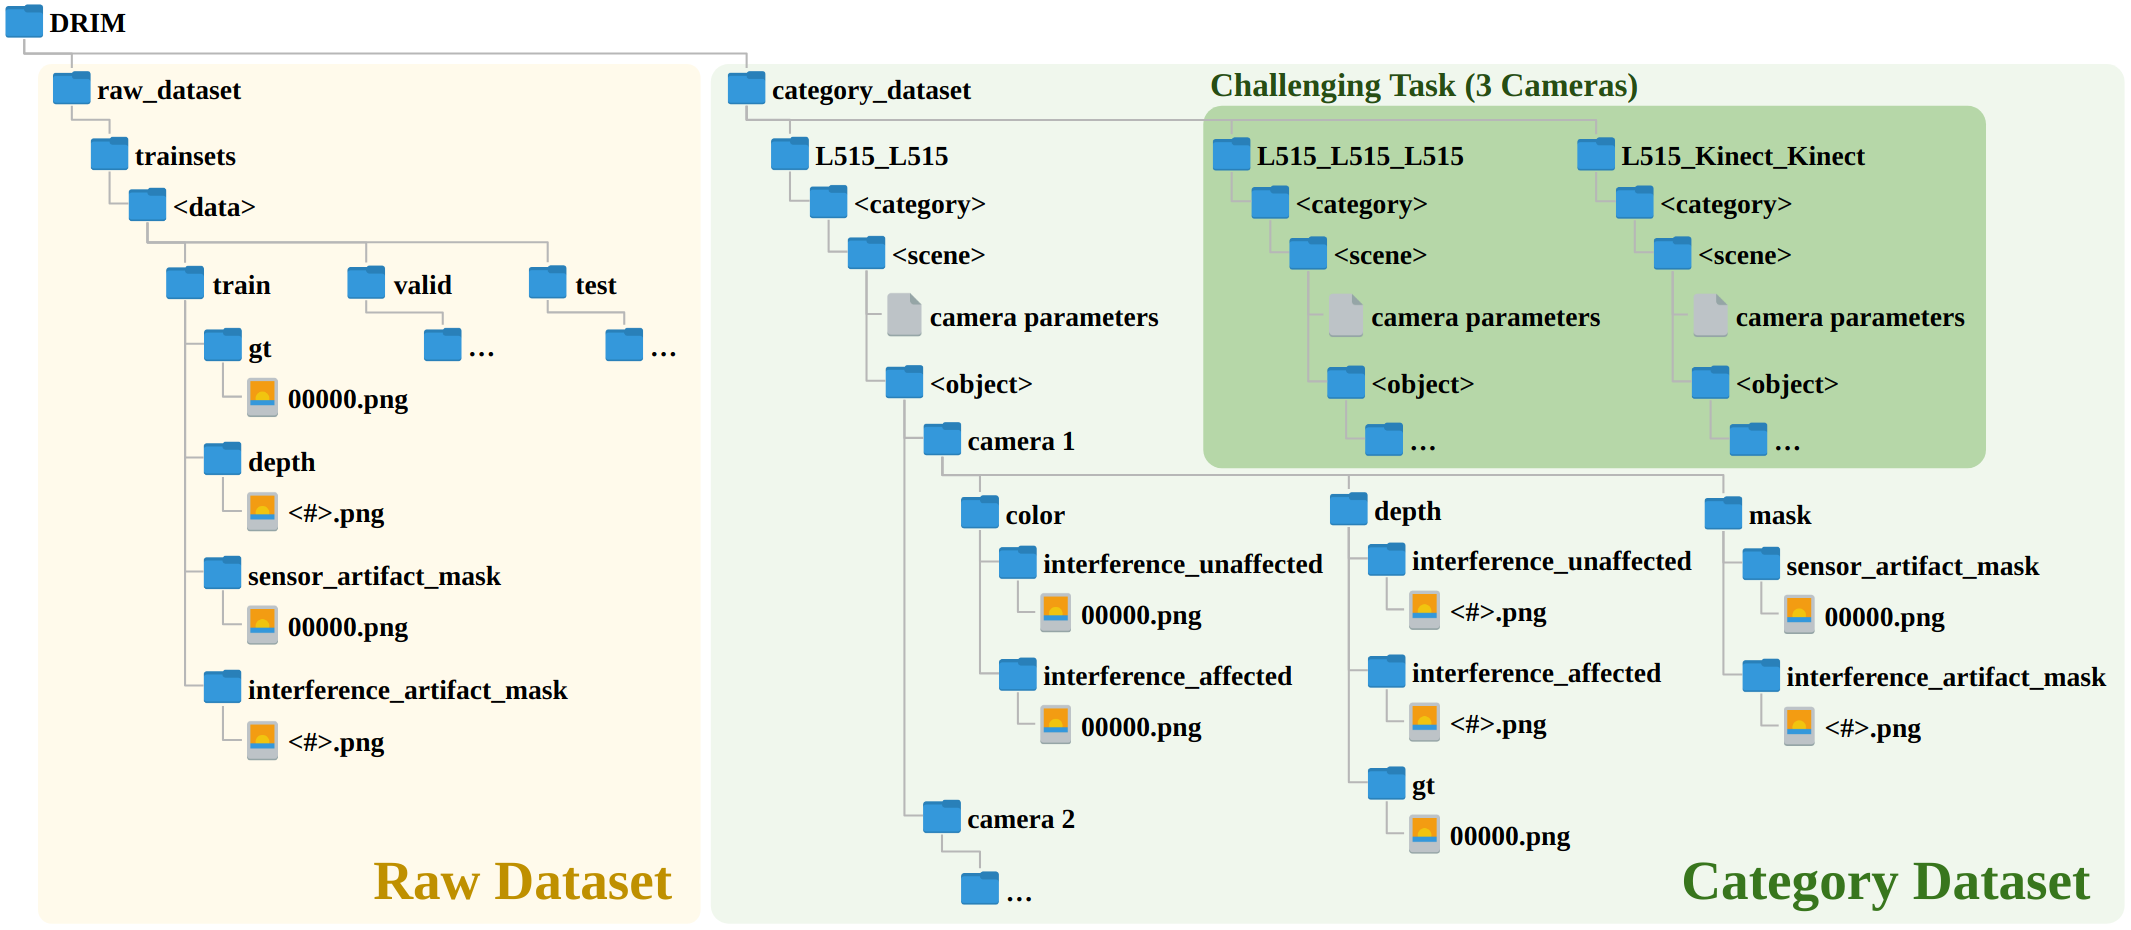 DRIM
raw_dataset
trainsets
<data>
train
valid
test
gt
...
...
00000.png
depth
<#>.png
sensor_artifact_mask
00000.png
interference_artifact_mask
<#>.png
Raw Dataset
category_dataset
Challenging Task (3 Cameras)
L515_L515
L515_L515_L515
L515_Kinect_Kinect
<category>
<category>
<category>
<scene>
<scene>
<scene>
camera parameters
camera parameters
camera parameters
<object>
<object>
<object>
camera 1
...
...
color
depth
mask
interference_unaffected
interference_unaffected
sensor_artifact_mask
00000.png
<#>.png
00000.png
interference_affected
interference_affected
interference_artifact_mask
00000.png
<#>.png
<#>.png
gt
camera 2
00000.png
...
Category Dataset